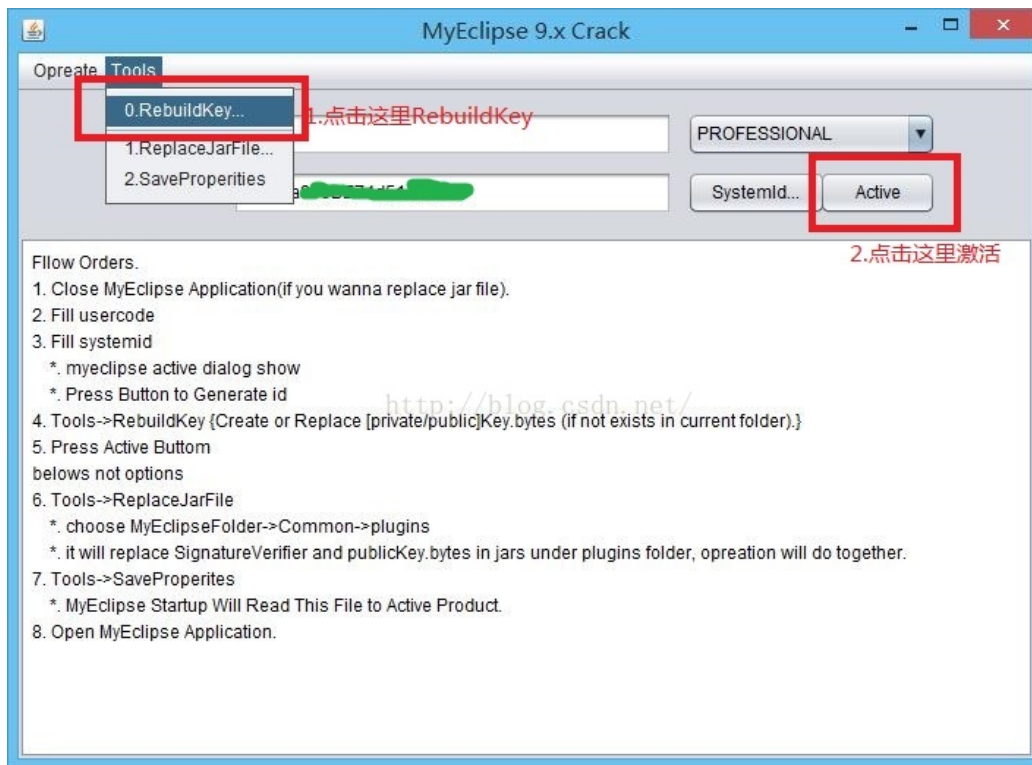 MyEclipse 9.x Crack
Opreate Tools
0.RebuildKey...
1.点击这里RebuildKey
1.ReplaceJarFile...
2.SaveProperities
PROFESSIONAL
SystemId...
Active
2.点击这里激活
Fllow Orders.
1. Close MyEclipse Application(if you wanna replace jar file).
2. Fill usercode
3. Fill systemid
*. myeclipse active dialog show
*. Press Button to Generate id
http://blog.csdn.net/
4. Tools->RebuildKey {Create or Replace [private/public]Key.bytes (if not exists in current folder).}
5. Press Active Buttom
belows not options
6. Tools->ReplaceJarFile
*. choose MyEclipseFolder->Common->plugins
*. it will replace SignatureVerifier and publicKey.bytes in jars under plugins folder, opreation will do together.
7. Tools->SaveProperites
*. MyEclipse Startup Will Read This File to Active Product.
8. Open MyEclipse Application.